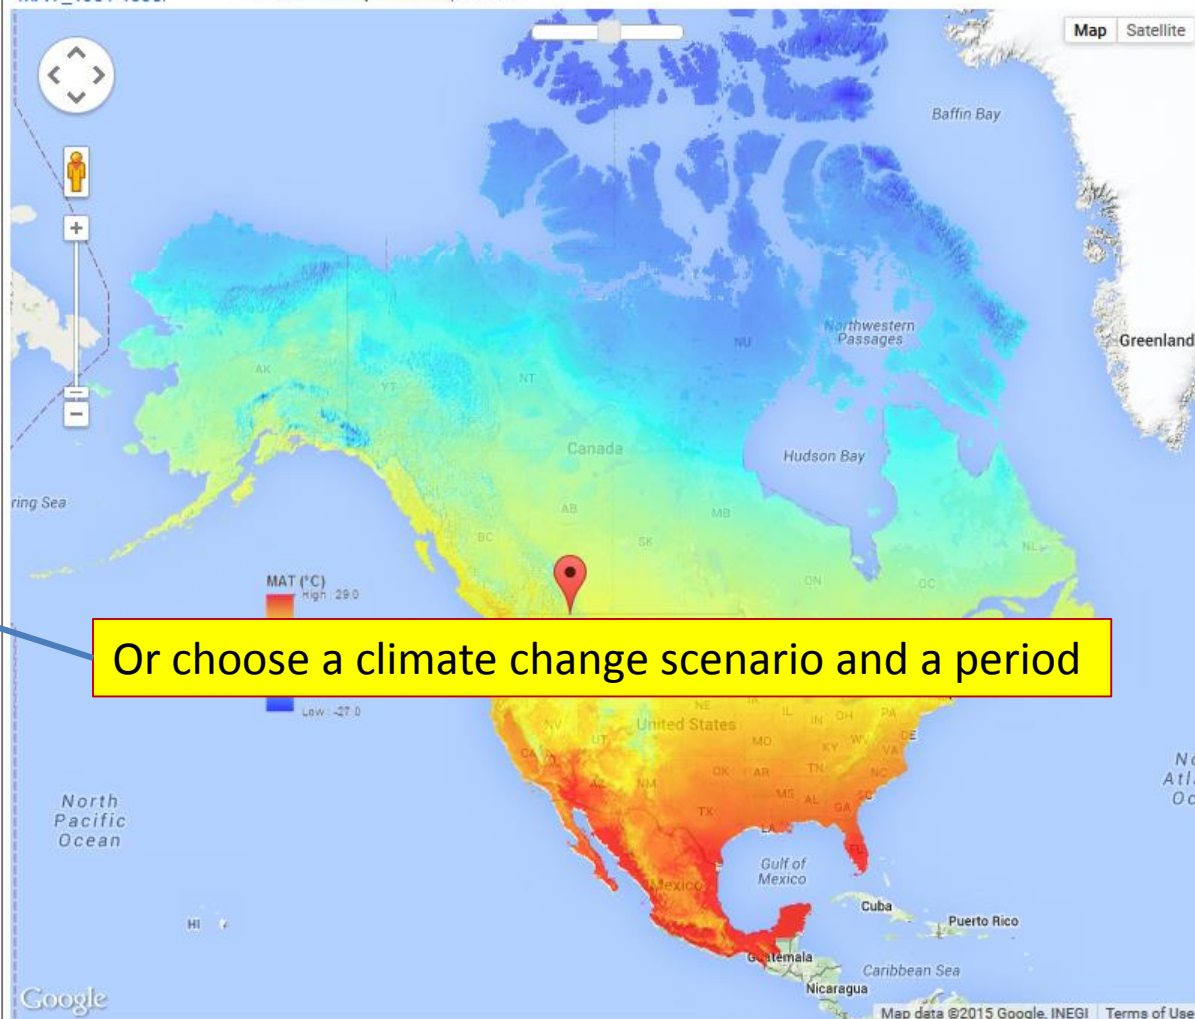 Map Satellite
Baffin Bay
Northwestern
Passages
NU
Greenland
AK
YT
NT
Canada
Hudson Bay
ring Sea
AB
MB
BC
SK
NL
ON
QC
MAT (°C)
High : 29.0
Or choose a climate change scenario and a period
Low : -27.0
NE
IL
IN
OH
PA
NV
UT
United States
MO
KY
WV
VA
DE
CA
AZ
NM
OK
AR
TN
NC
MS
AL
GA
SC
TX
LA
FL
North
Pacific
Ocean
Gulf of
Mexico
Mexico
Cuba
Puerto Rico
HI
Guatemala
Caribbean Sea
Nicaragua
Google
Map data ©2015 Google, INEGI Terms of Use